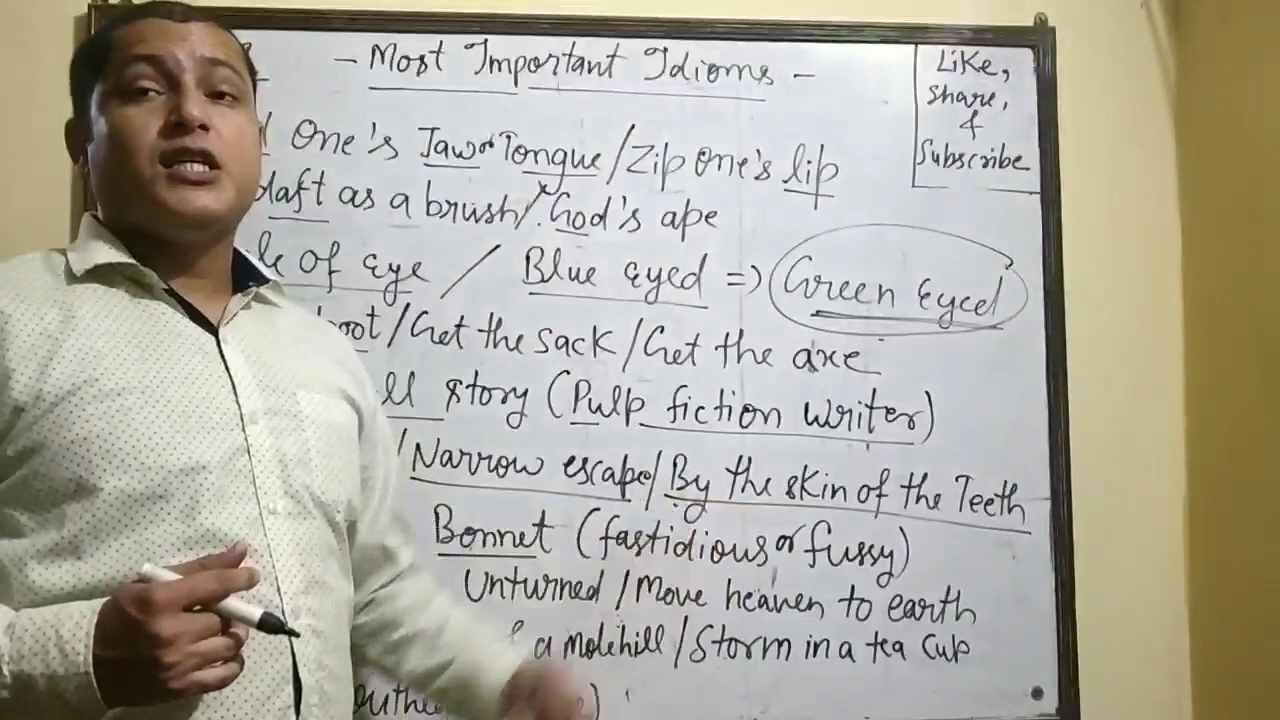 - Most Important Idioms -
Like,
Share,
&
Subscribe
One's Jaw or Tongue / Zip one's lip
daft as a brush / God's ape
of eye / Blue eyed => Green Eyed
boot / Get the sack / Get the axe
story (Pulp fiction writer)
/ Narrow escape / By the skin of the Teeth
Bonnet (fastidious or fussy)
Unturned / Move heaven to earth
a molehill / Storm in a tea cup